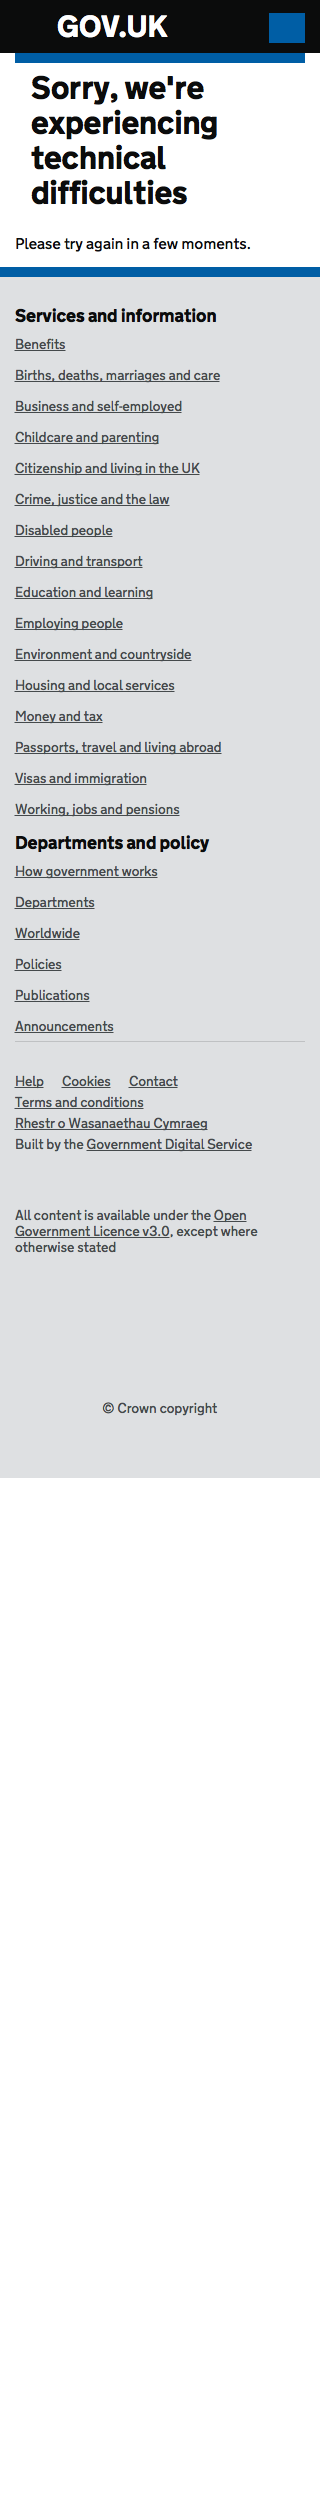 GOV.UK
Sorry, we're
experiencing
technical
difficulties
Please try again in a few moments.
Services and information
Benefits
Births, deaths, marriages and care
Business and self-employed
Childcare and parenting
Citizenship and living in the UK
Crime, justice and the law
Disabled people
Driving and transport
Education and learning
Employing people
Environment and countryside
Housing and local services
Money and tax
Passports, travel and living abroad
Visas and immigration
Working, jobs and pensions
Departments and policy
How government works
Departments
Worldwide
Policies
Publications
Announcements
Help Cookies Contact
Terms and conditions
Rhestr o Wasanaethau Cymraeg
Built by the Government Digital Service
All content is available under the Open
Government Licence v3.0, except where
otherwise stated
© Crown copyright